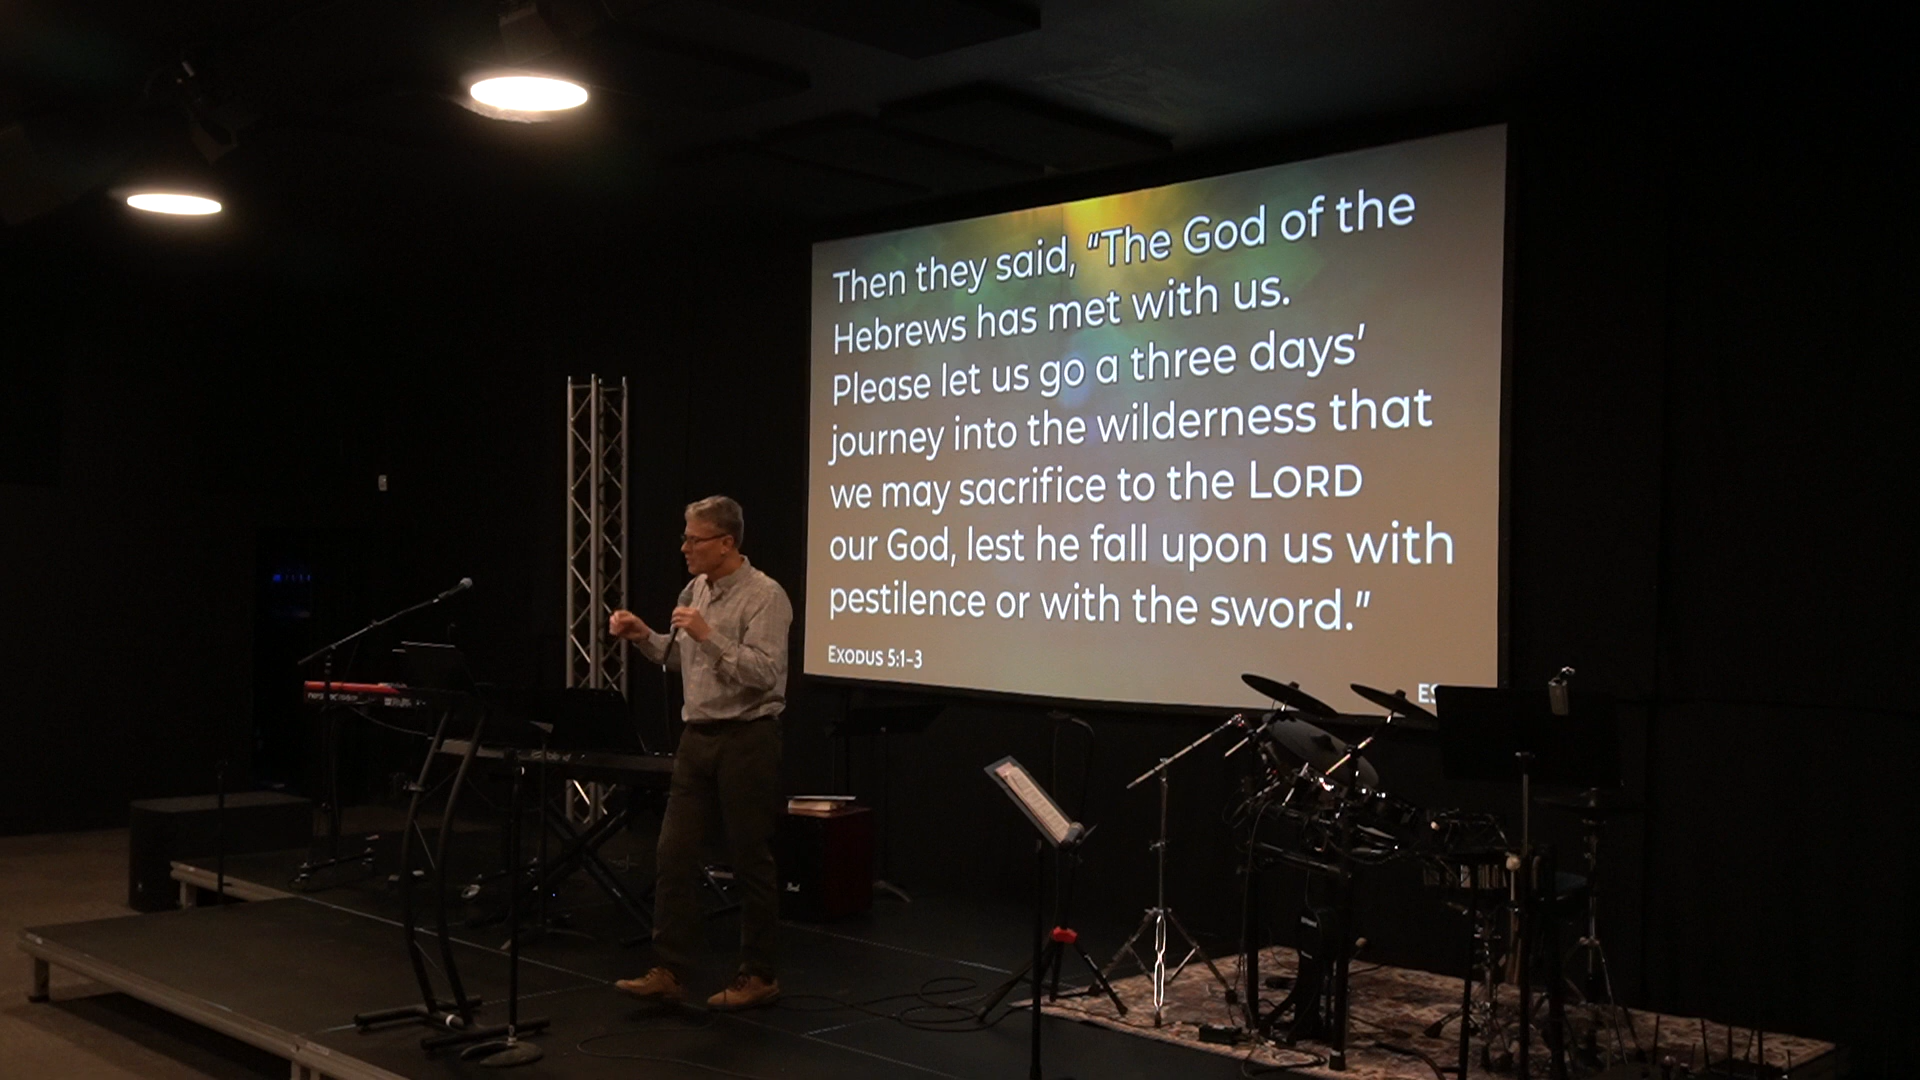 Then they said, “The God of the
Hebrews has met with us.
Please let us go a three days’
journey into the wilderness that
we may sacrifice to the LORD
our God, lest he fall upon us with
pestilence or with the sword.”
EXODUS 5:1–3